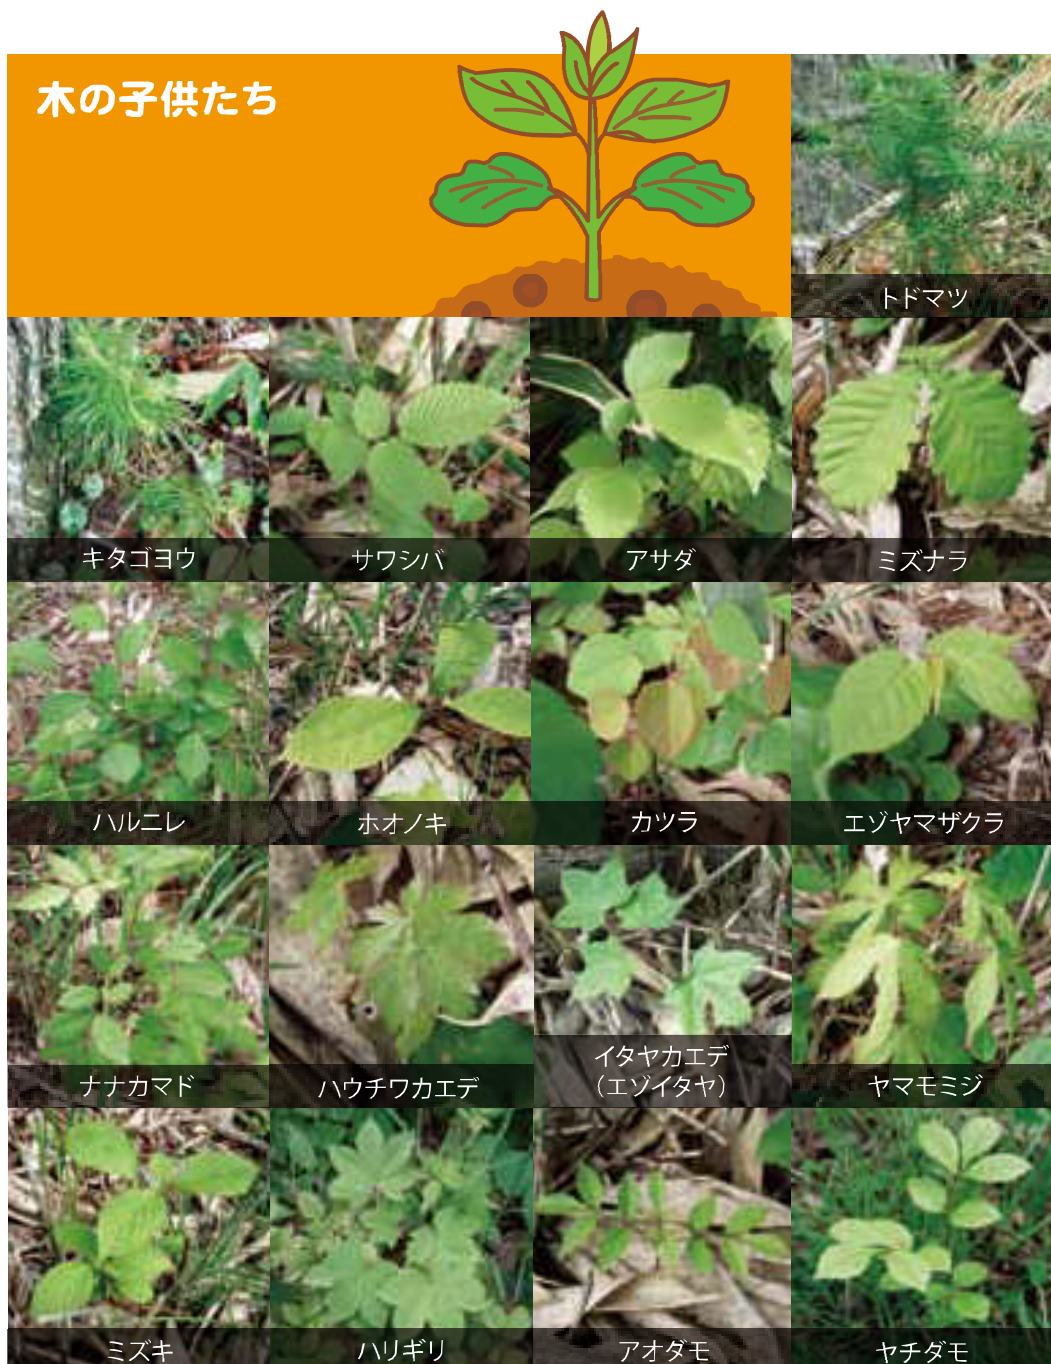 木の子供たち
トドマツ
キタゴヨウ
サワシバ
アサダ
ミズナラ
ハルニレ
ホオノキ
カツラ
エゾヤマザクラ
ナナカマド
ハウチワカエデ
イタヤカエデ
(エゾイタヤ)
ヤマモミジ
ミズキ
ハリギリ
アオダモ
ヤチダモ